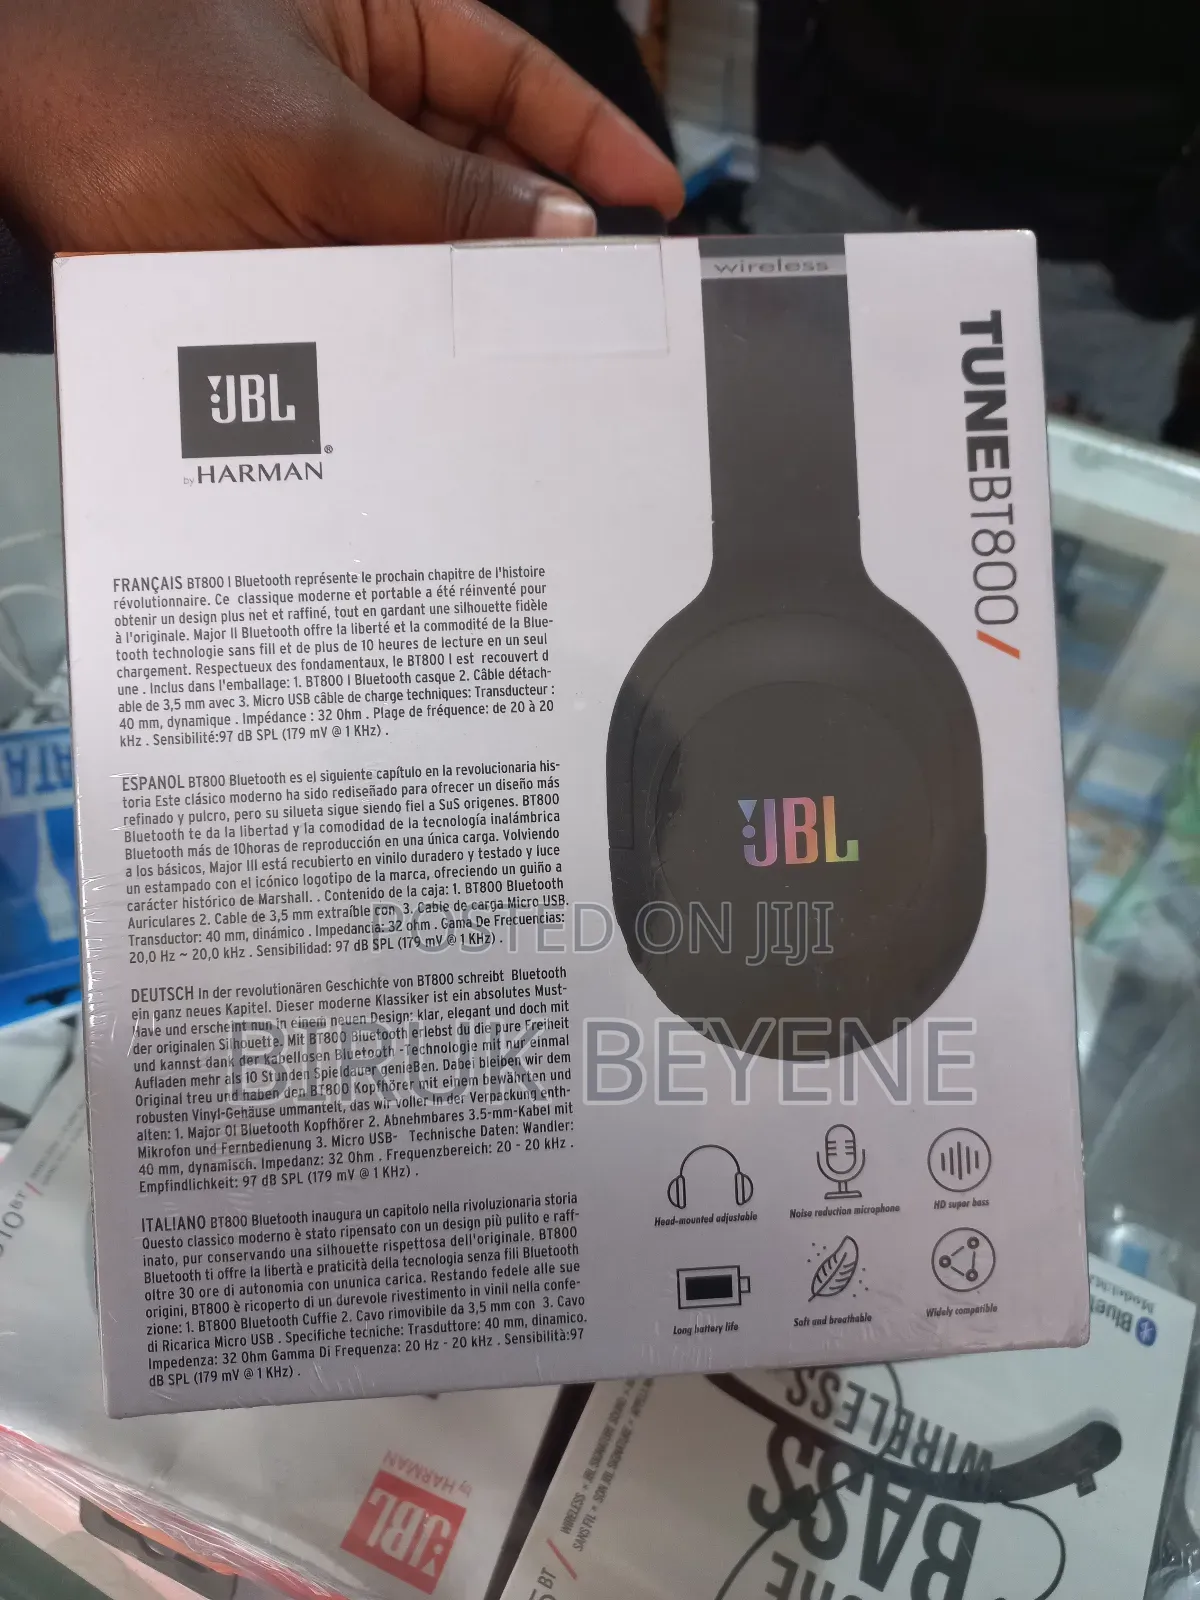 wireless
TUNEBT800/
JBL
®
by HARMAN
FRANÇAIS BT800 I Bluetooth représente le prochain chapitre de l'histoire
révolutionnaire. Ce classique moderne et portable a été réinventé pour
obtenir un design plus net et raffiné, tout en gardant une silhouette fidèle
à l'originale. Major II Bluetooth offre la liberté et la commodité de la Blue-
tooth technologie sans fill et de plus de 10 heures de lecture en un seul
chargement. Respectueux des fondamentaux, le BT800 I est recouvert d
une . Inclus dans l'emballage: 1. BT800 I Bluetooth casque 2. Câble détach-
able de 3,5 mm avec 3. Micro USB câble de charge techniques: Transducteur :
40 mm, dynamique . Impédance : 32 Ohm . Plage de fréquence: de 20 à 20
kHz . Sensibilité:97 dB SPL (179 mV @ 1 KHz) .
ESPANOL BT800 Bluetooth es el siguiente capítulo en la revolucionaria his-
toria Este clásico moderno ha sido rediseñado para ofrecer un diseño más
refinado y pulcro, pero su silueta sigue siendo fiel a SuS origenes. BT800
Bluetooth te da la libertad y la comodidad de la tecnología inalámbrica
Bluetooth más de 10horas de reproducción en una única carga. Volviendo
a los básicos, Major III está recubierto en vinilo duradero y testado y luce
un estampado con el icónico logotipo de la marca, ofreciendo un guiño a
carácter histórico de Marshall. . Contenido de la caja: 1. BT800 Bluetooth
Auriculares 2. Cable de 3,5 mm extraíble con 3. Cable de carga Micro USB.
Transductor: 40 mm, dinámico . Impedancia: 32 ohm . Gama De Frecuencias:
20,0 Hz ~ 20,0 kHz . Sensibilidad: 97 dB SPL (179 mV @ 1 KHz) .
DEUTSCH In der revolutionären Geschichte von BT800 schreibt Bluetooth
ein ganz neues Kapitel. Dieser moderne Klassiker ist ein absolutes Must-
Have und erscheint nun in einem neuen Design: klar, elegant und doch mit
der originalen Silhouette. Mit BT800 Bluetooth erlebst du die pure Freiheit
und kannst dank der kabellosen Bluetooth -Technologie mit nur einmal
Aufladen mehr als 10 Stunden Spieldauer genieBen. Dabei bleiben wir dem
Original treu und haben den BT800 Kopfhörer mit einem bewährten und
robusten Vinyl-Gehäuse ummantelt, das wir voller In der Verpackung enth-
alten: 1. Major OI Bluetooth Kopfhörer 2. Abnehmbares 3.5-mm-Kabel mit
Mikrofon und Fernbedienung 3. Micro USB- Technische Daten: Wandler:
40 mm, dynamisch. Impedanz: 32 Ohm . Frequenzbereich: 20 - 20 kHz .
Empfindlichkeit: 97 dB SPL (179 mV @ 1 KHz) .
ITALIANO BT800 Bluetooth inaugura un capitolo nella rivoluzionaria storia
Questo classico moderno è stato ripensato con un design più pulito e raff-
inato, pur conservando una silhouette rispettosa dell'originale. BT800
Bluetooth ti offre la libertà e praticità della tecnologia senza fili Bluetooth
oltre 30 ore di autonomia con ununica carica. Restando fedele alle sue
origini, BT800 è ricoperto di un durevole rivestimento in vinil nella confe-
zione: 1. BT800 Bluetooth Cuffie 2. Cavo rimovibile da 3,5 mm con 3. Cavo
di Ricarica Micro USB . Specifiche tecniche: Trasduttore: 40 mm, dinamico.
Impedenza: 32 Ohm Gamma Di Frequenza: 20 Hz - 20 kHz . Sensibilità:97
dB SPL (179 mV @ 1 KHz) .
JBL
POSTED ON JIJI
BIRUK BEYENE
Head-mounted adjustable
Noise reduction microphone
HD super bass
Long battery life
Soft and breathable
Widely compatible
JBL
by HARMAN
WIRELESS
BASS